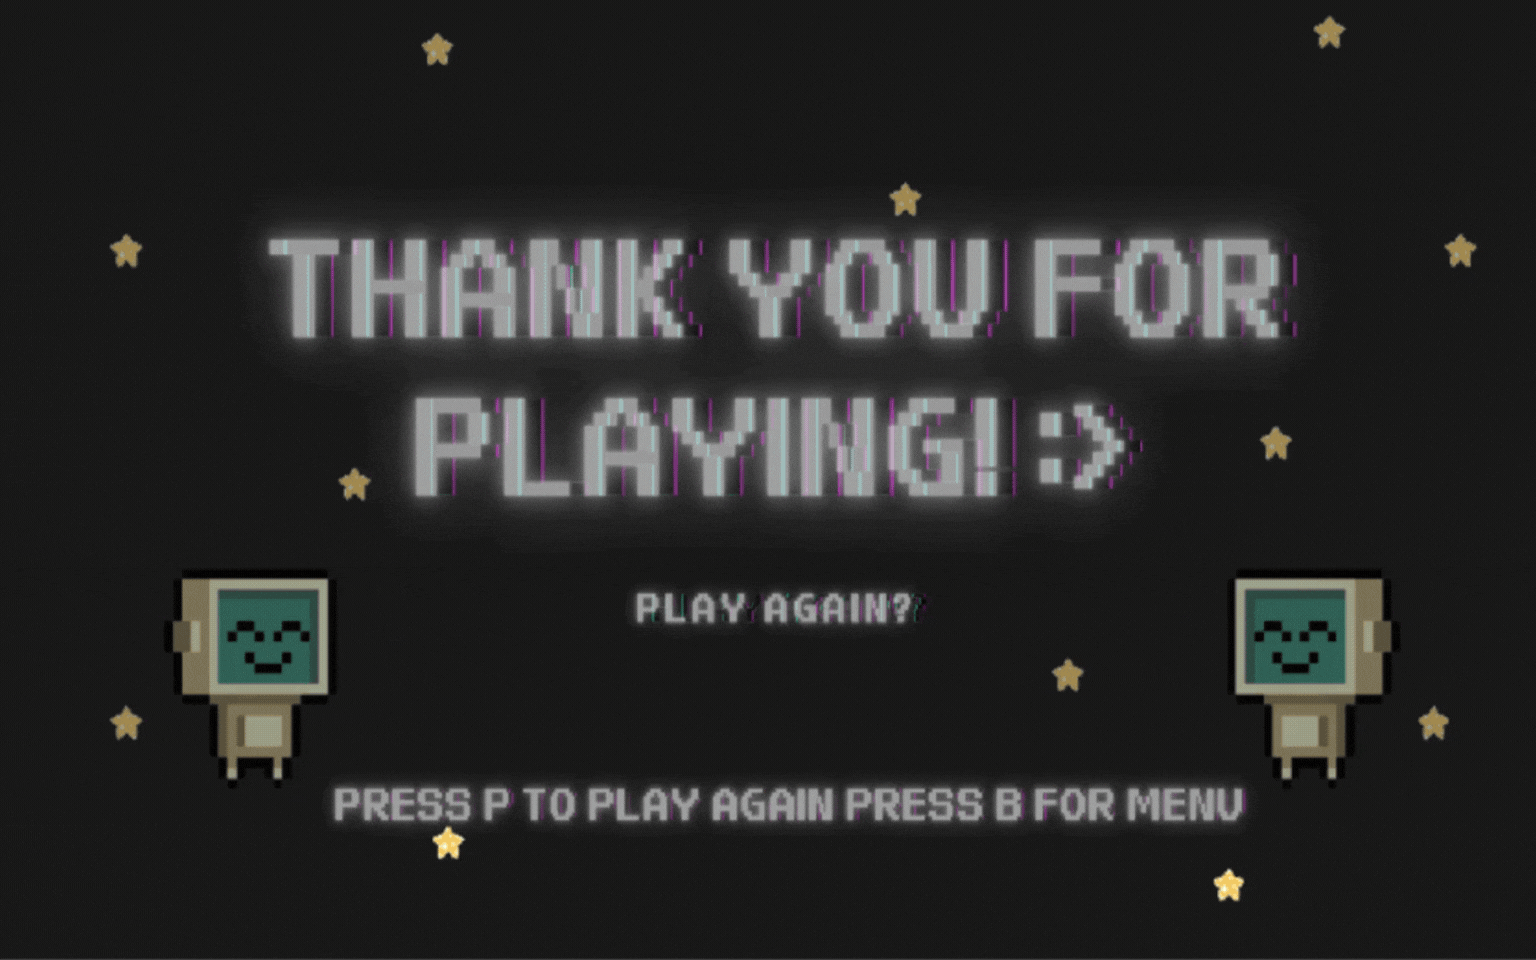 THANK YOU FOR
PLAYING! :>
PLAY AGAIN?
PRESS P TO PLAY AGAIN PRESS B FOR MENU